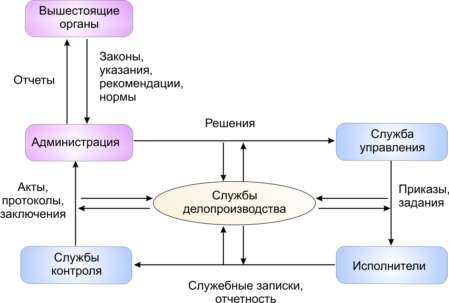 Вышестоящие
органы
Отчеты
Законы,
указания,
рекомендации,
нормы
Администрация
Решения
Служба
управления
Акты,
протоколы,
заключения
Службы
делопроизводства
Приказы,
задания
Службы
контроля
Исполнители
Служебные записки,
отчетность